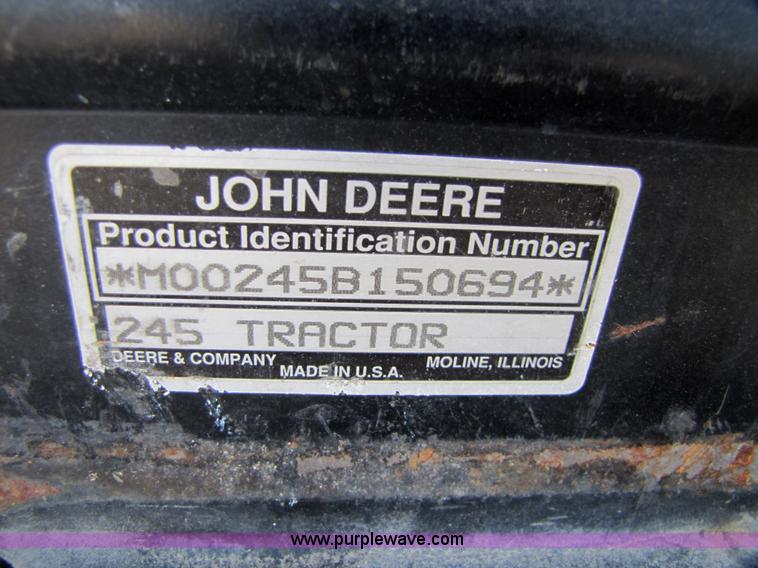 JOHN DEERE
Product Identification Number
*M00245B150694*
245 TRACTOR
DEERE & COMPANY MOLINE, ILLINOIS
MADE IN U.S.A.
www.purplewave.com